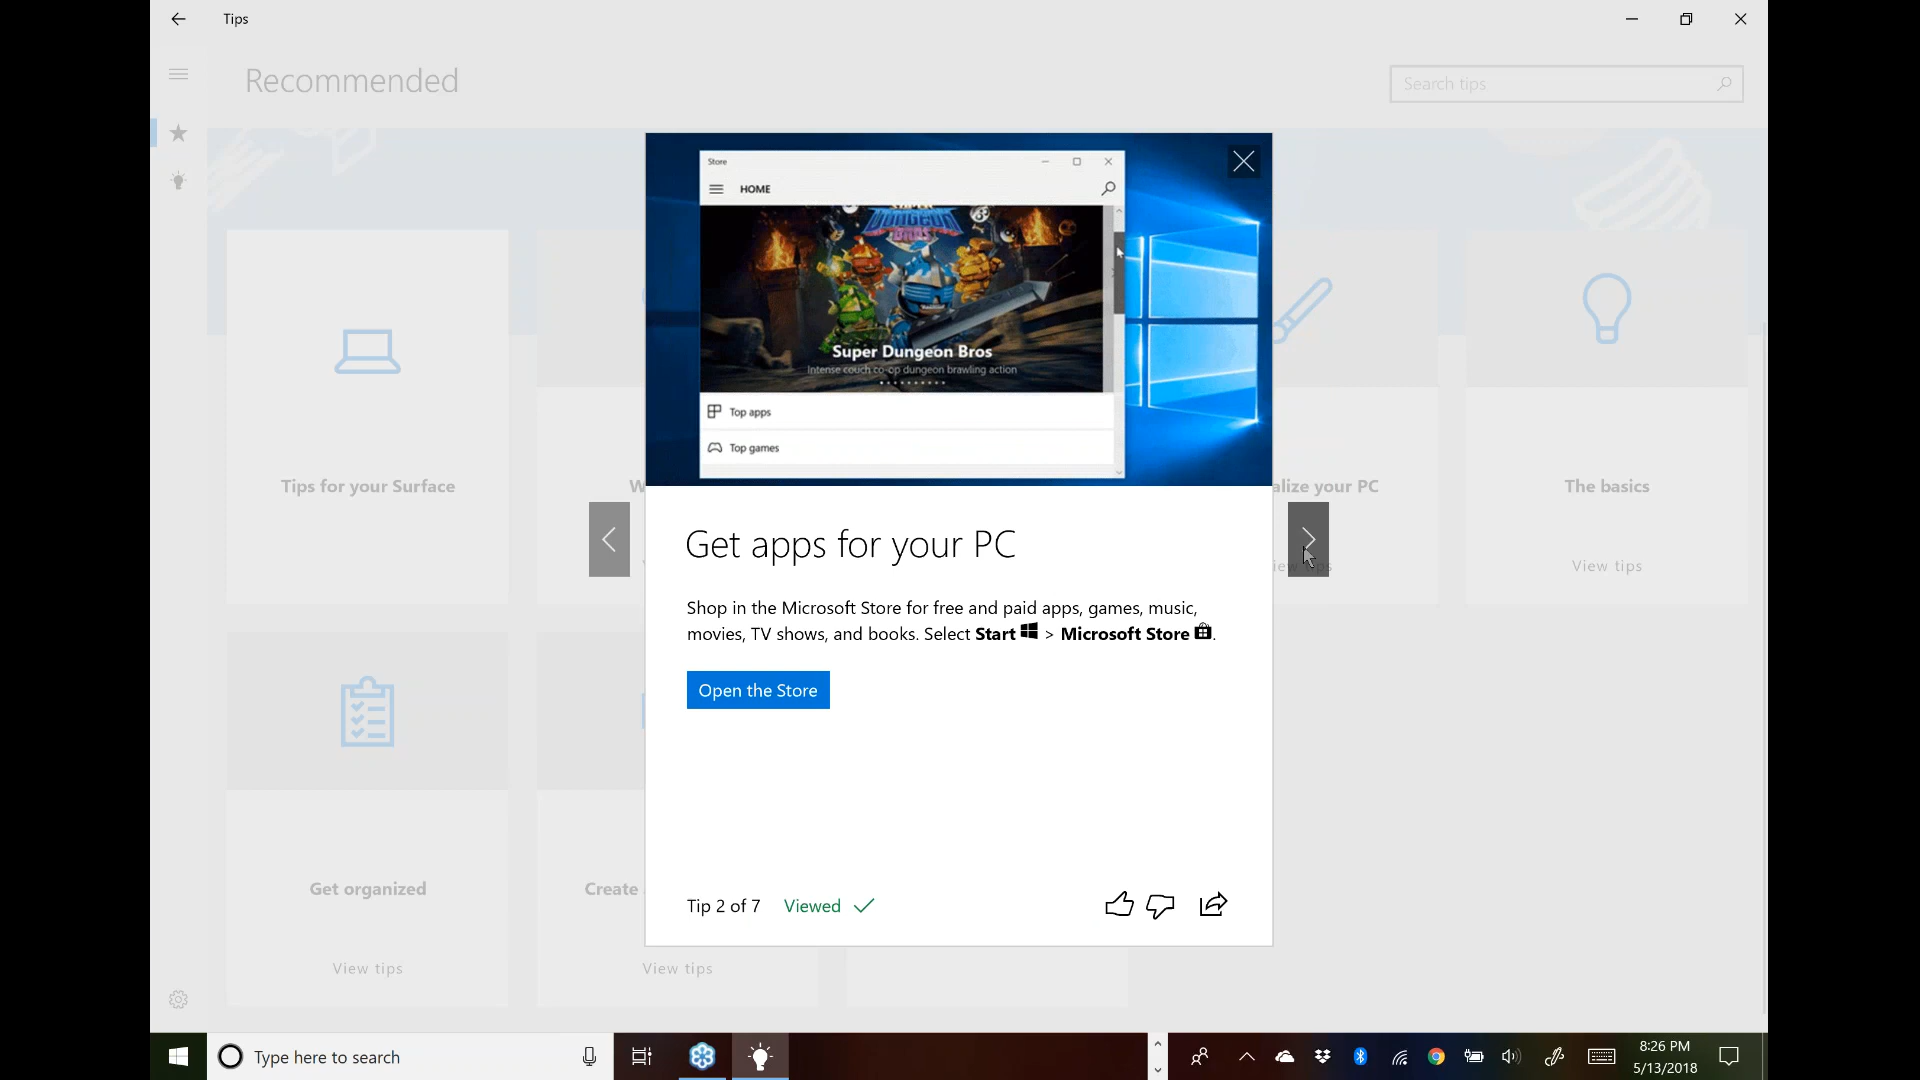 Tips
Recommended
Search tips
Store
HOME
SUPER
DUNGEON
BROS
Super Dungeon Bros
Intense couch co-op dungeon brawling action
Top apps
Top games
Tips for your Surface
W
alize your PC
The basics
View tips
Get apps for your PC
Shop in the Microsoft Store for free and paid apps, games, music,
movies, TV shows, and books. Select Start > Microsoft Store.
Open the Store
Get organized
Create
Tip 2 of 7 Viewed
View tips
View tips
Type here to search
8:26 PM
5/13/2018